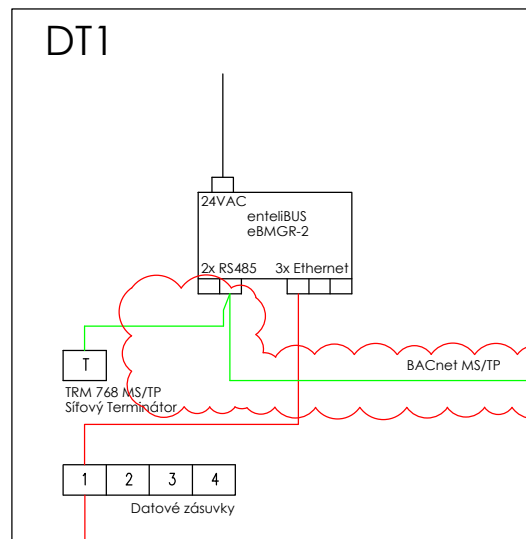 DT1
24VAC
enteliBUS
eBMGR-2
2x RS485
3x Ethernet
BACnet MS/TP
T
TRM 768 MS/TP
Síťový Terminátor
1 2 3 4
Datové zásuvky